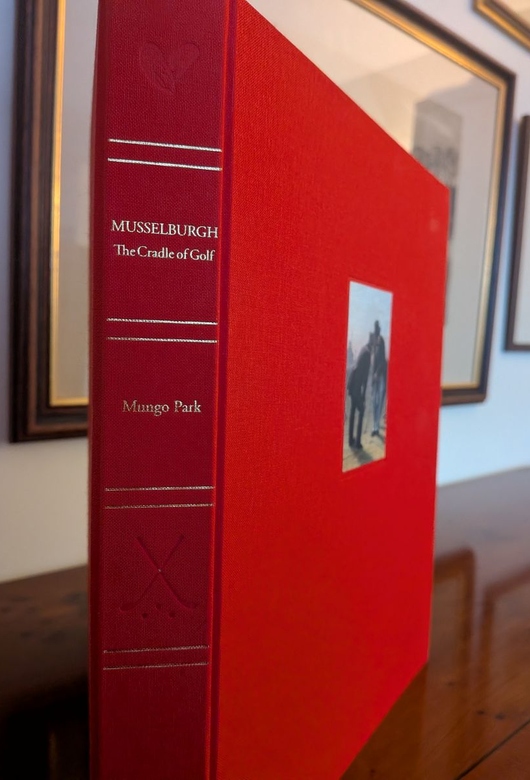 MUSSELBURGH
The Cradle of Golf
Mungo Park